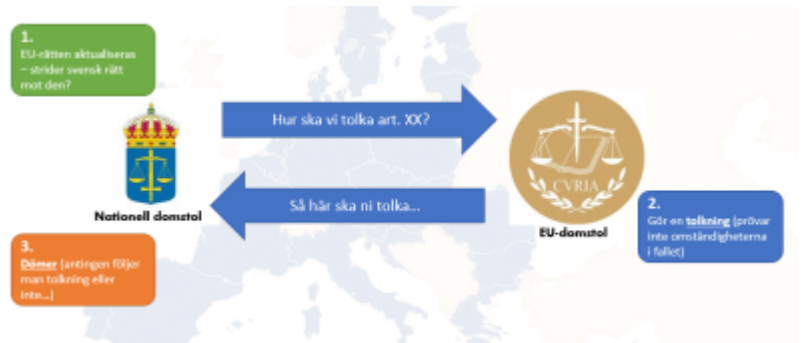 1.
EU-rätten aktualiseras
– strider svensk rätt
mot den?
Hur ska vi tolka art. XX?
CVRIA
Så här ska ni tolka...
Nationell domstol
EU-domstol
2.
Gör en tolkning (prövar
inte omständigheterna
i fallet)
3.
Dömer (antingen följer
man tolkning eller
inte...)